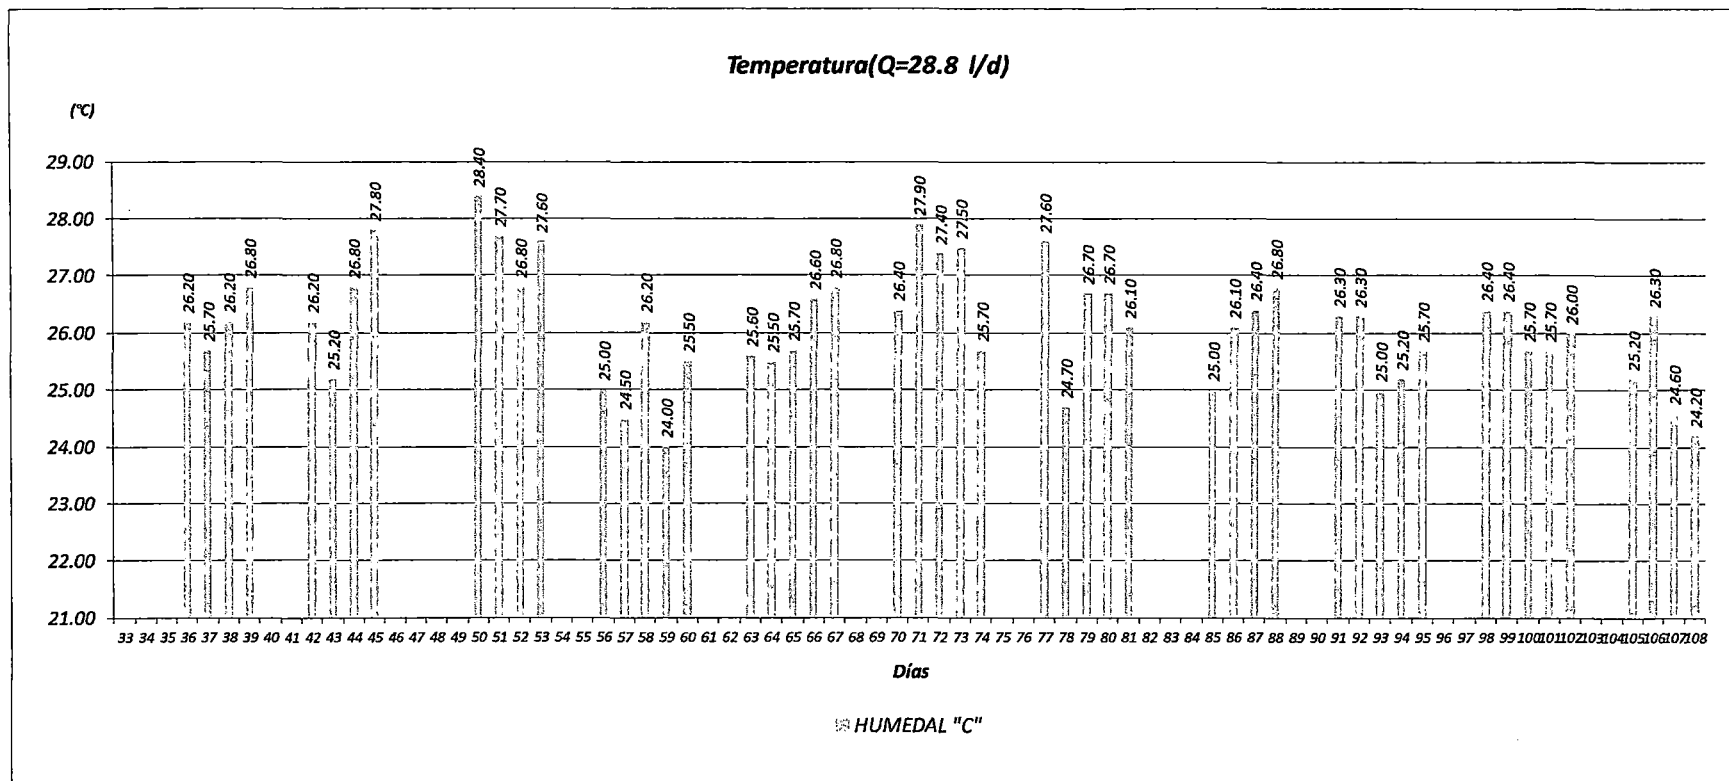 Temperatura(Q=28.8 l/d)
(°C)
29.00
28.00
27.00
26.00
25.00
24.00
23.00
22.00
21.00
26.20 25.70 26.20 26.80 26.20 25.20 26.80 27.80 28.40 27.70 26.80 27.60 25.00 24.50 26.20 24.00 25.50 25.60 25.50 25.70 26.60 26.80 26.40 27.90 27.40 27.50 25.70 27.60 24.70 26.70 26.70 26.10 25.00 26.10 26.40 26.80 26.30 26.30 25.00 25.20 25.70 26.40 26.40 25.70 25.70 26.00 25.20 26.30 24.60 24.20
33 34 35 36 37 38 39 40 41 42 43 44 45 46 47 48 49 50 51 52 53 54 55 56 57 58 59 60 61 62 63 64 65 66 67 68 69 70 71 72 73 74 75 76 77 78 79 80 81 82 83 84 85 86 87 88 89 90 91 92 93 94 95 96 97 98 99 100 101 102 103 104 105 106 107 108
Días
HUMEDAL "C"